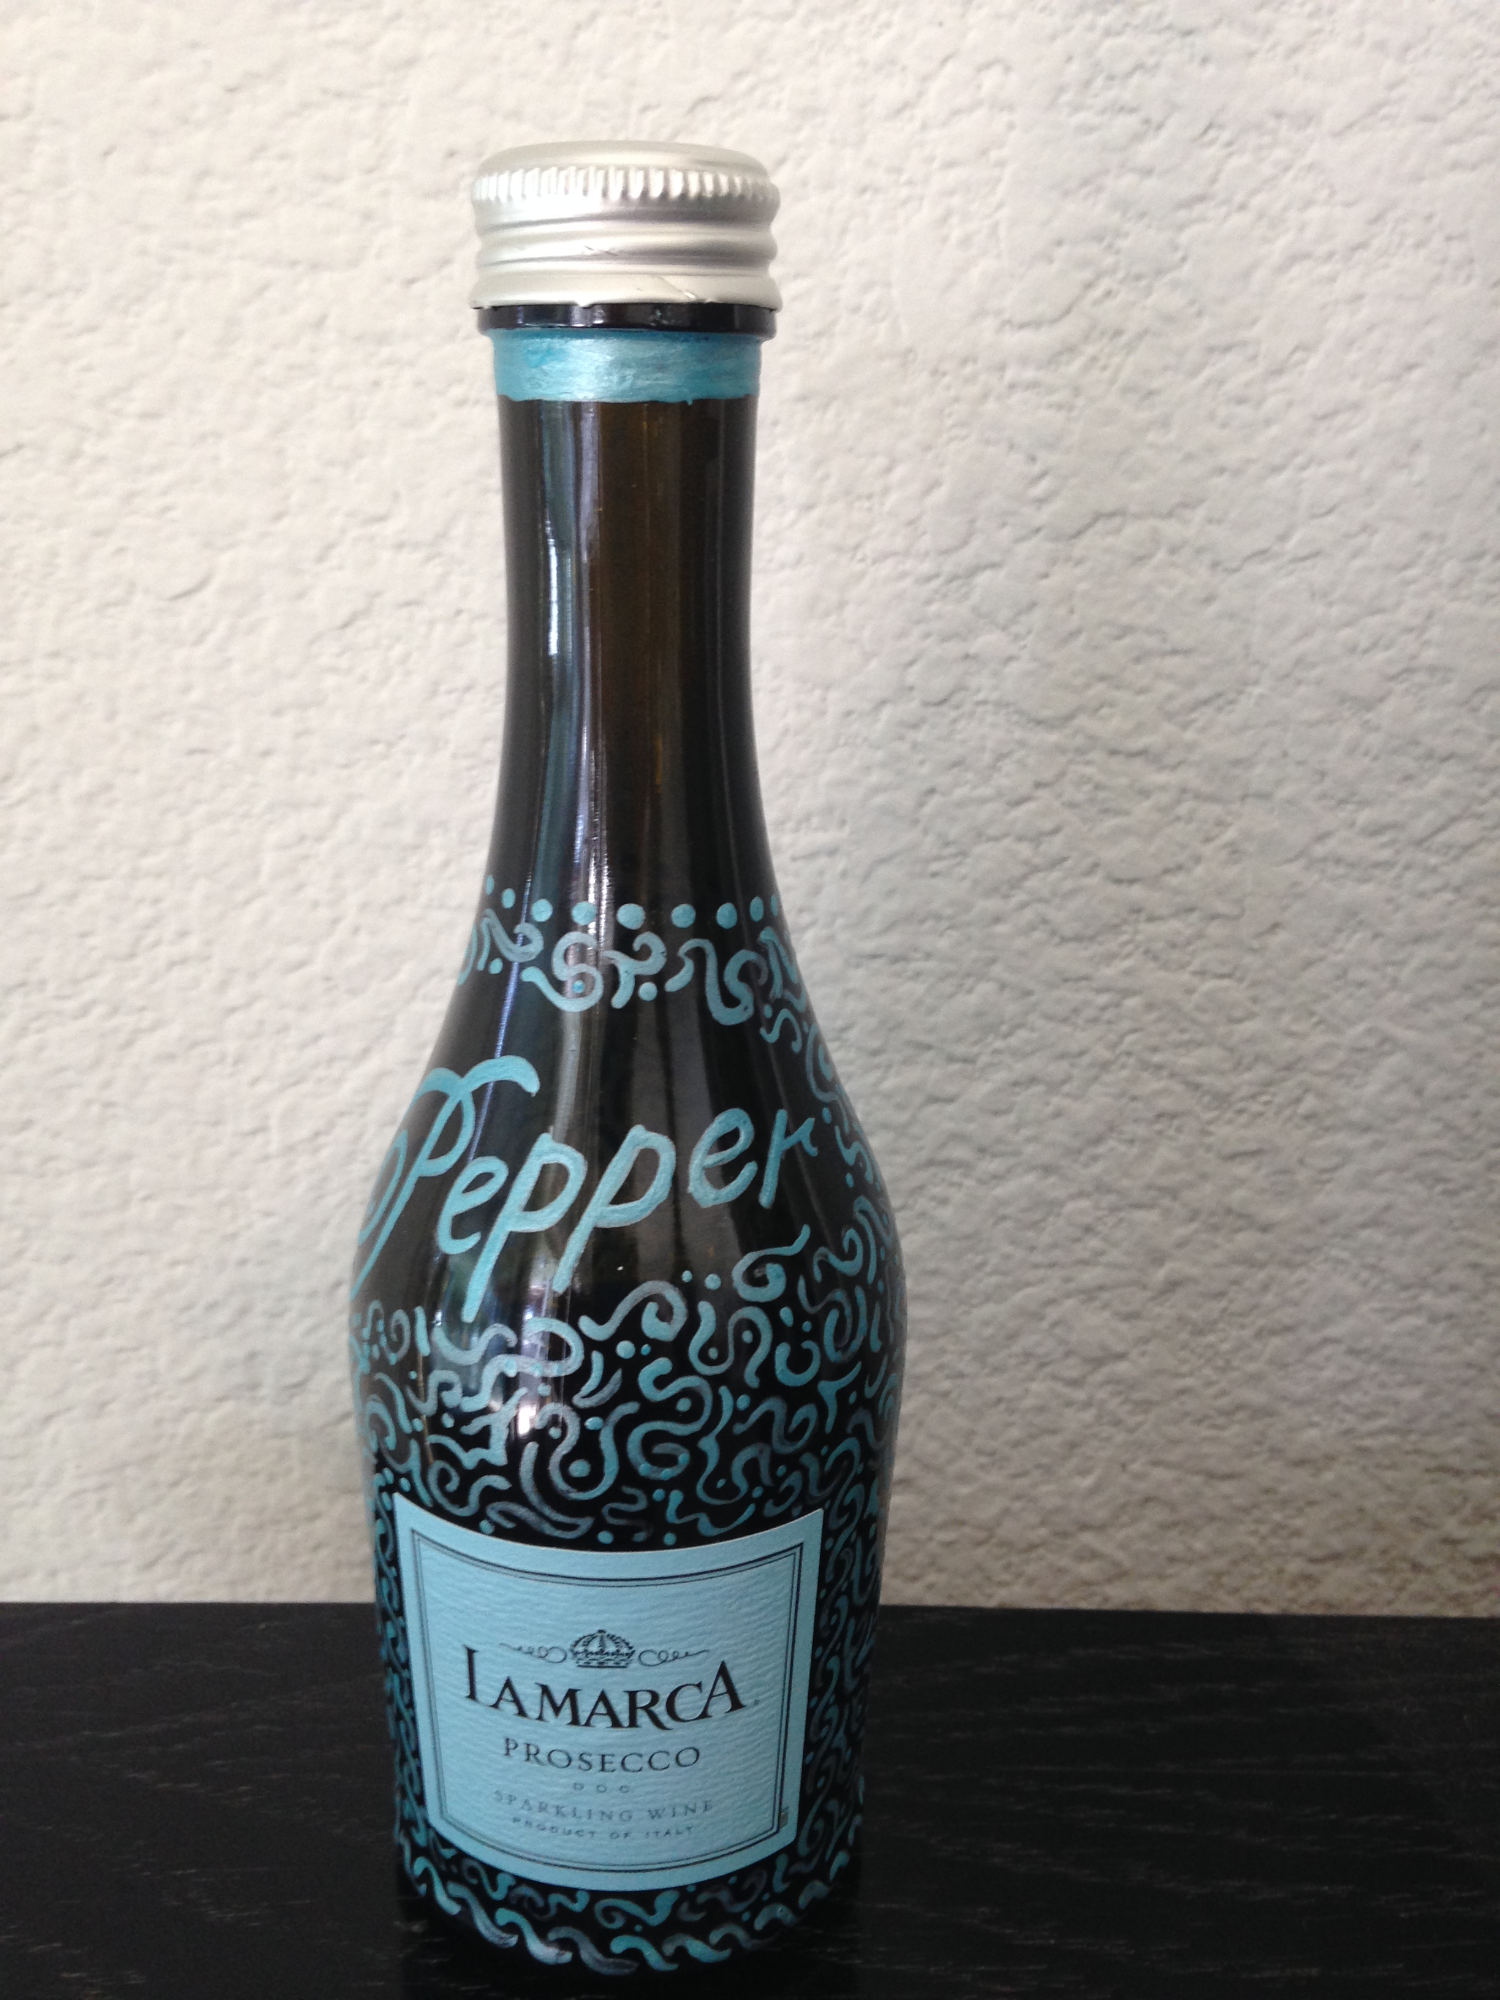 Pepper
LAMARCA
PROSECCO
DOC
SPARKLING WINE
PRODUCT OF ITALY